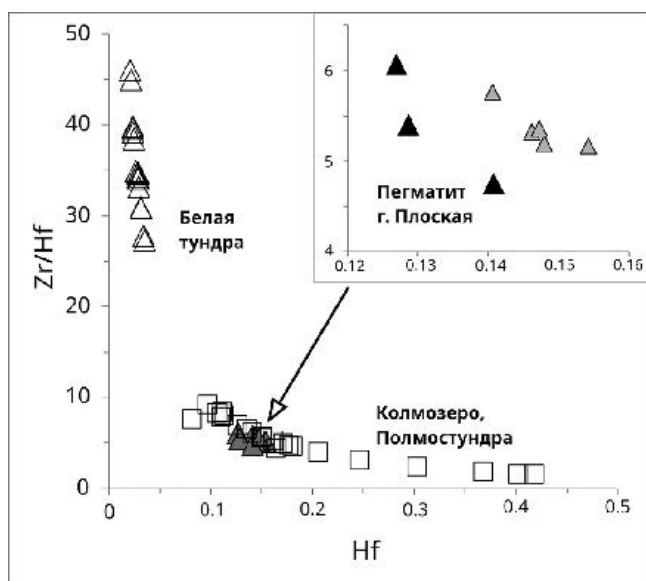 50
40
30
20
10
0
Zr/Hf
0
0.1
0.2
0.3
0.4
0.5
Hf
Белая
тундра
Колмозеро,
Полмостундра
6
5
4
Пегматит
г. Плоская
0.12
0.13
0.14
0.15
0.16